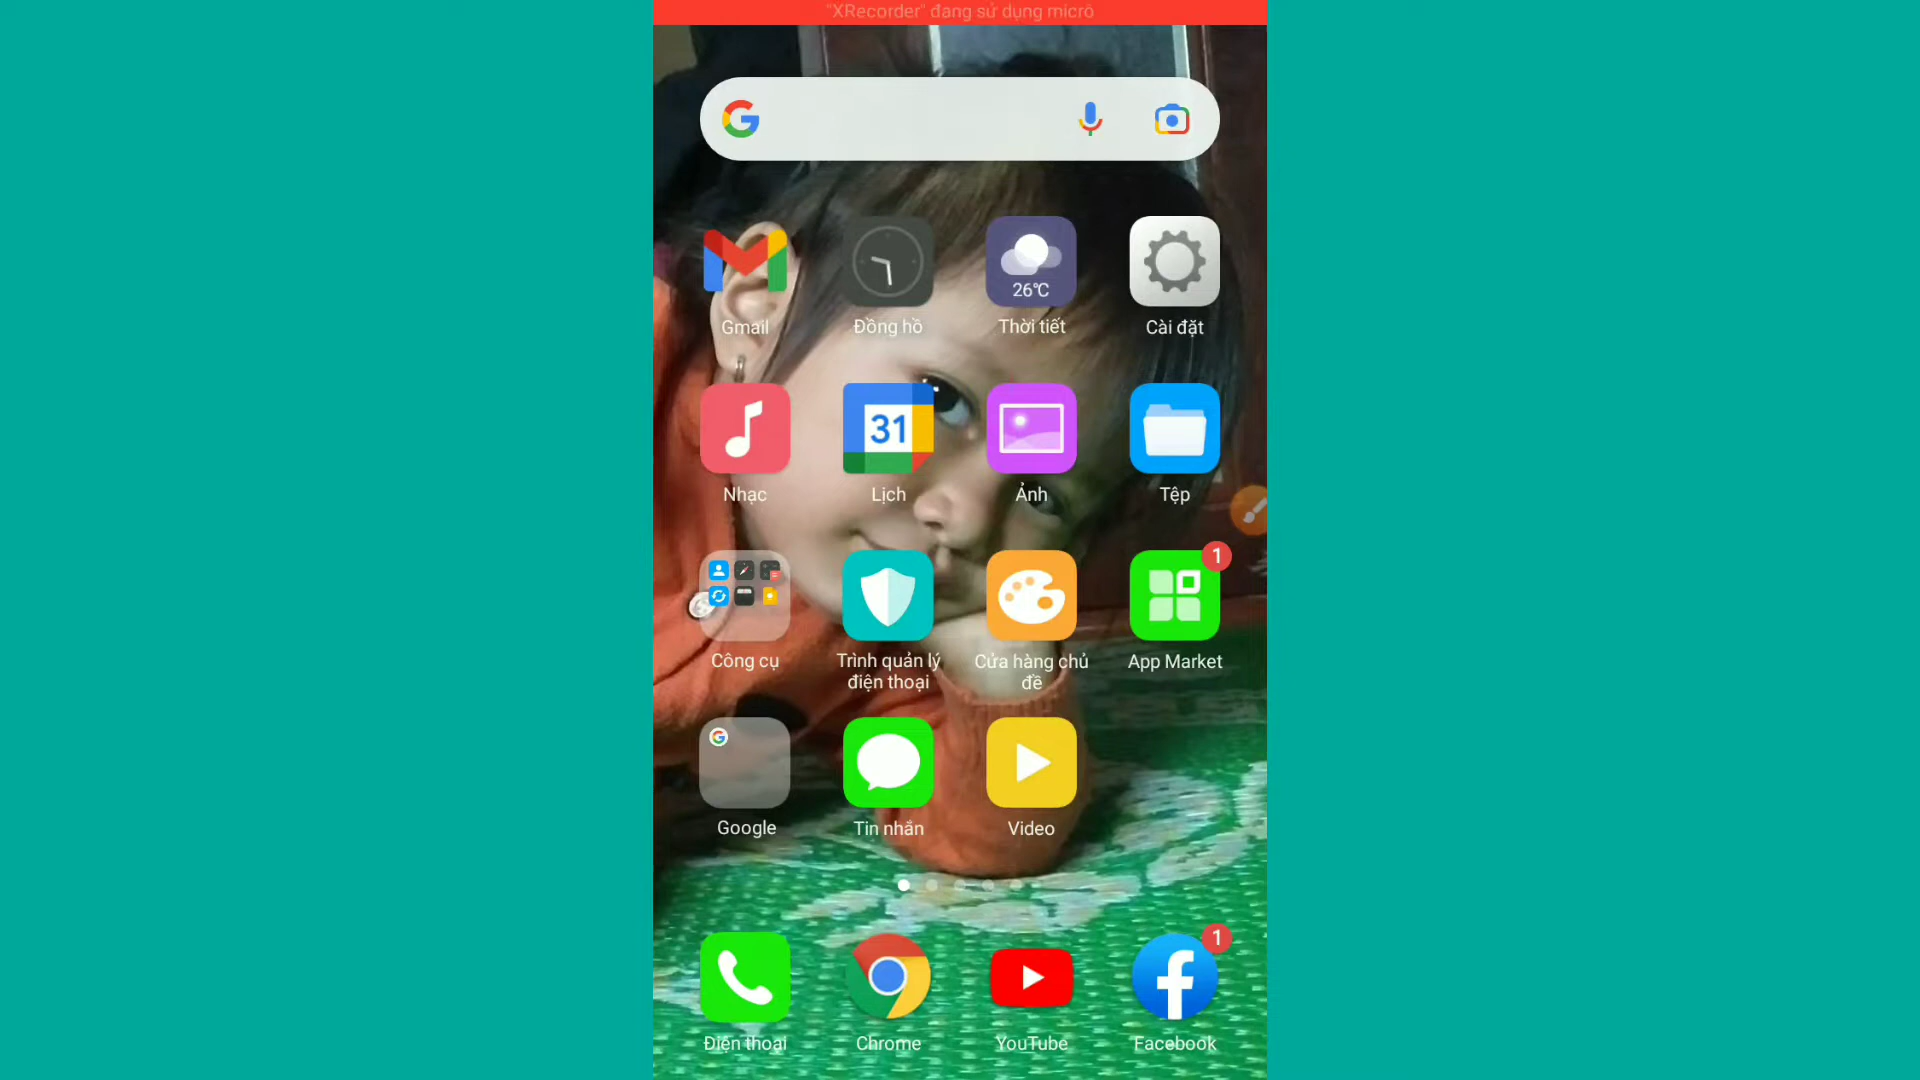 "XRecorder" đang sử dụng micrô
26°C
Gmail
Đồng hồ
Thời tiết
Cài đặt
31
Nhạc
Lịch
Ảnh
Tệp
1
Công cụ
Trình quản lý
điện thoại
Cửa hàng chủ
đề
App Market
Google
Tin nhắn
Video
1
Điện thoại
Chrome
YouTube
Facebook